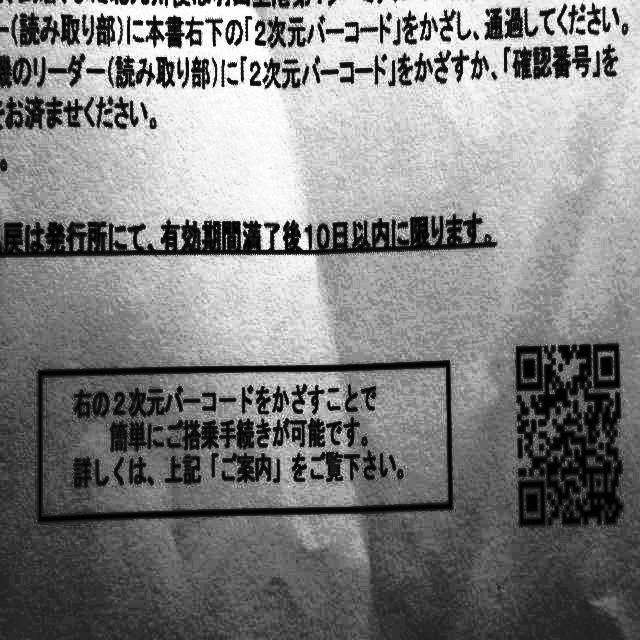 ー(読み取り部)に本書右下の「2次元バーコード」をかざし、通過してください。
のリーダー(読み取り部)に「2次元バーコード」をかざすか、「確認番号」を
お済ませください。
。
戻は発行所にて、有効期間満了後10日以内に限ります。
右の2次元バーコードをかざすことで
簡単にご搭乗手続きが可能です。
詳しくは、上記「ご案内」をご覧下さい。